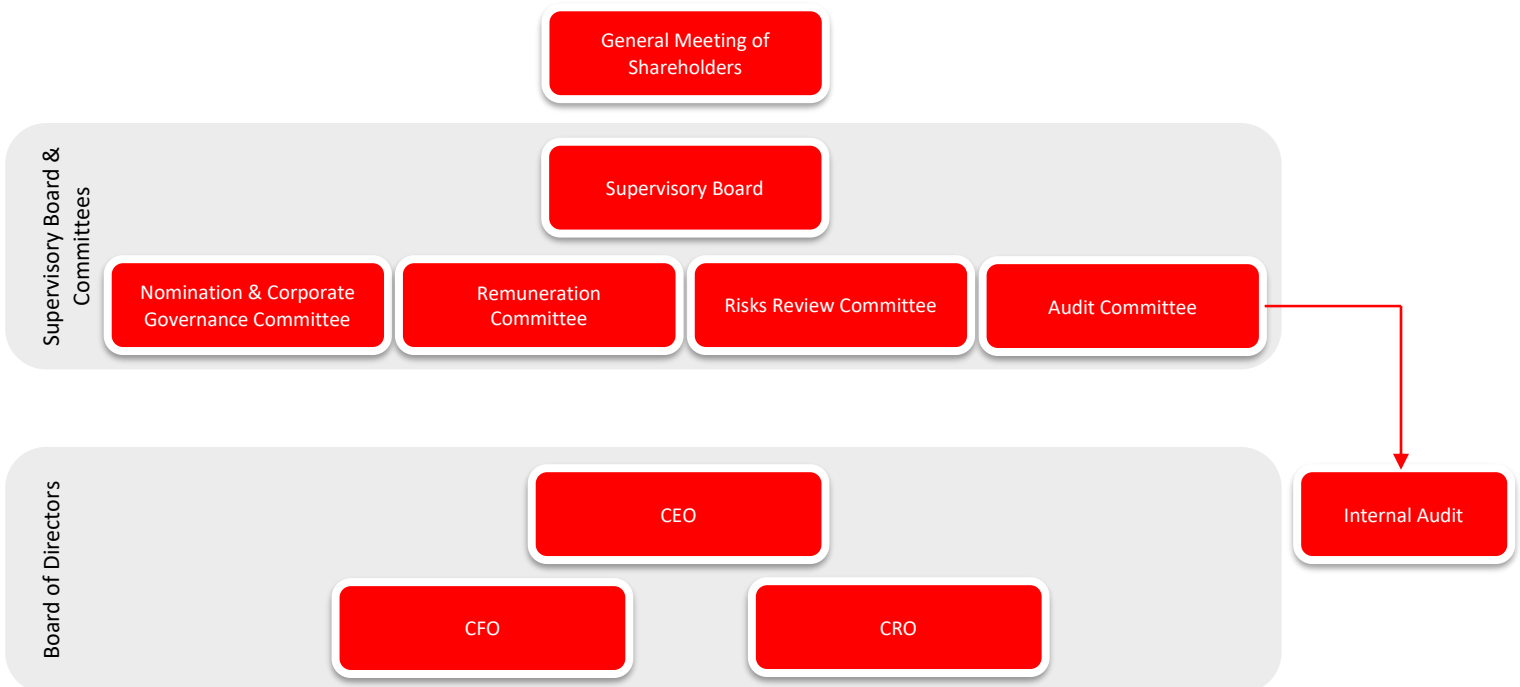 General Meeting of
Shareholders
Supervisory Board &
Committees
Supervisory Board
Nomination & Corporate
Governance Committee
Remuneration
Committee
Risks Review Committee
Audit Committee
Board of Directors
CEO
Internal Audit
CFO
CRO